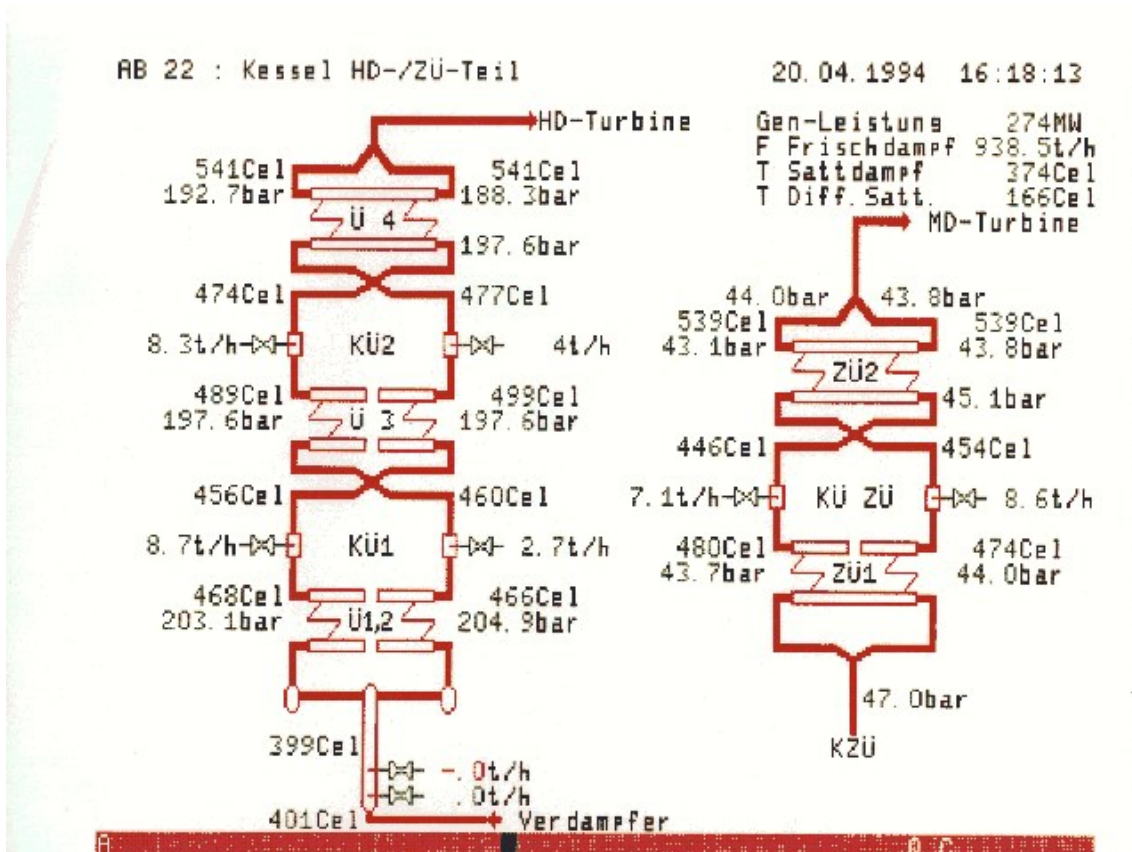 AB 22 : Kessel HD-/ZÜ-Teil 20.04.1994 16:18:13
HD-Turbine
Gen-Leistung 274MW
F Frischdampf 938.5t/h
T Sattdampf 374Cel
T Diff.Satt. 166Cel
541Cel 541Cel
192.7bar 188.3bar
Ü 4
197.6bar
474Cel 477Cel
8.3t/h KÜ2 4t/h
489Cel 499Cel
197.6bar Ü 3 197.6bar
456Cel 460Cel
8.7t/h KÜ1 2.7t/h
468Cel 466Cel
203.1bar Ü1,2 204.9bar
399Cel
-.0t/h
.0t/h
401Cel Verdampfer
MD-Turbine
44.0bar 43.8bar
539Cel 539Cel
43.1bar 43.8bar
ZÜ2
45.1bar
446Cel 454Cel
7.1t/h KÜ ZÜ 8.6t/h
480Cel 474Cel
43.7bar ZÜ1 44.0bar
47.0bar
KZÜ